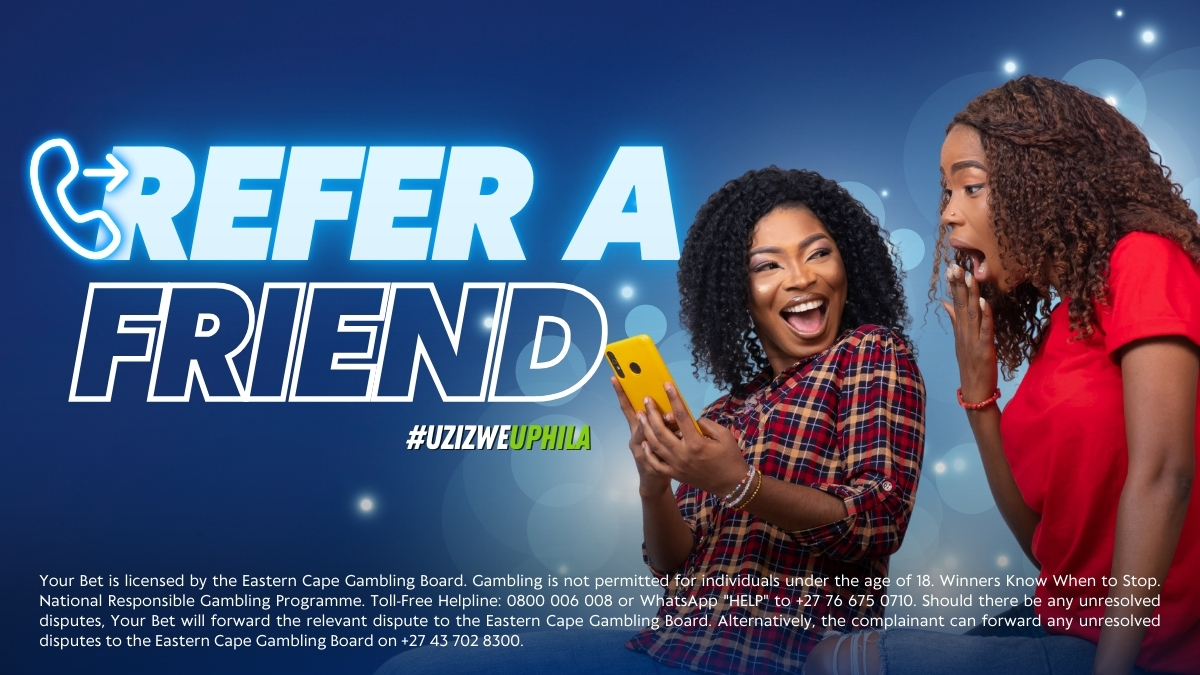 REFER A
FRIEND
#UZIZWEUPHILA
Your Bet is licensed by the Eastern Cape Gambling Board. Gambling is not permitted for individuals under the age of 18. Winners Know When to Stop.
National Responsible Gambling Programme. Toll-Free Helpline: 0800 006 008 or WhatsApp "HELP" to +27 76 675 0710. Should there be any unresolved
disputes, Your Bet will forward the relevant dispute to the Eastern Cape Gambling Board. Alternatively, the complainant can forward any unresolved
disputes to the Eastern Cape Gambling Board on +27 43 702 8300.